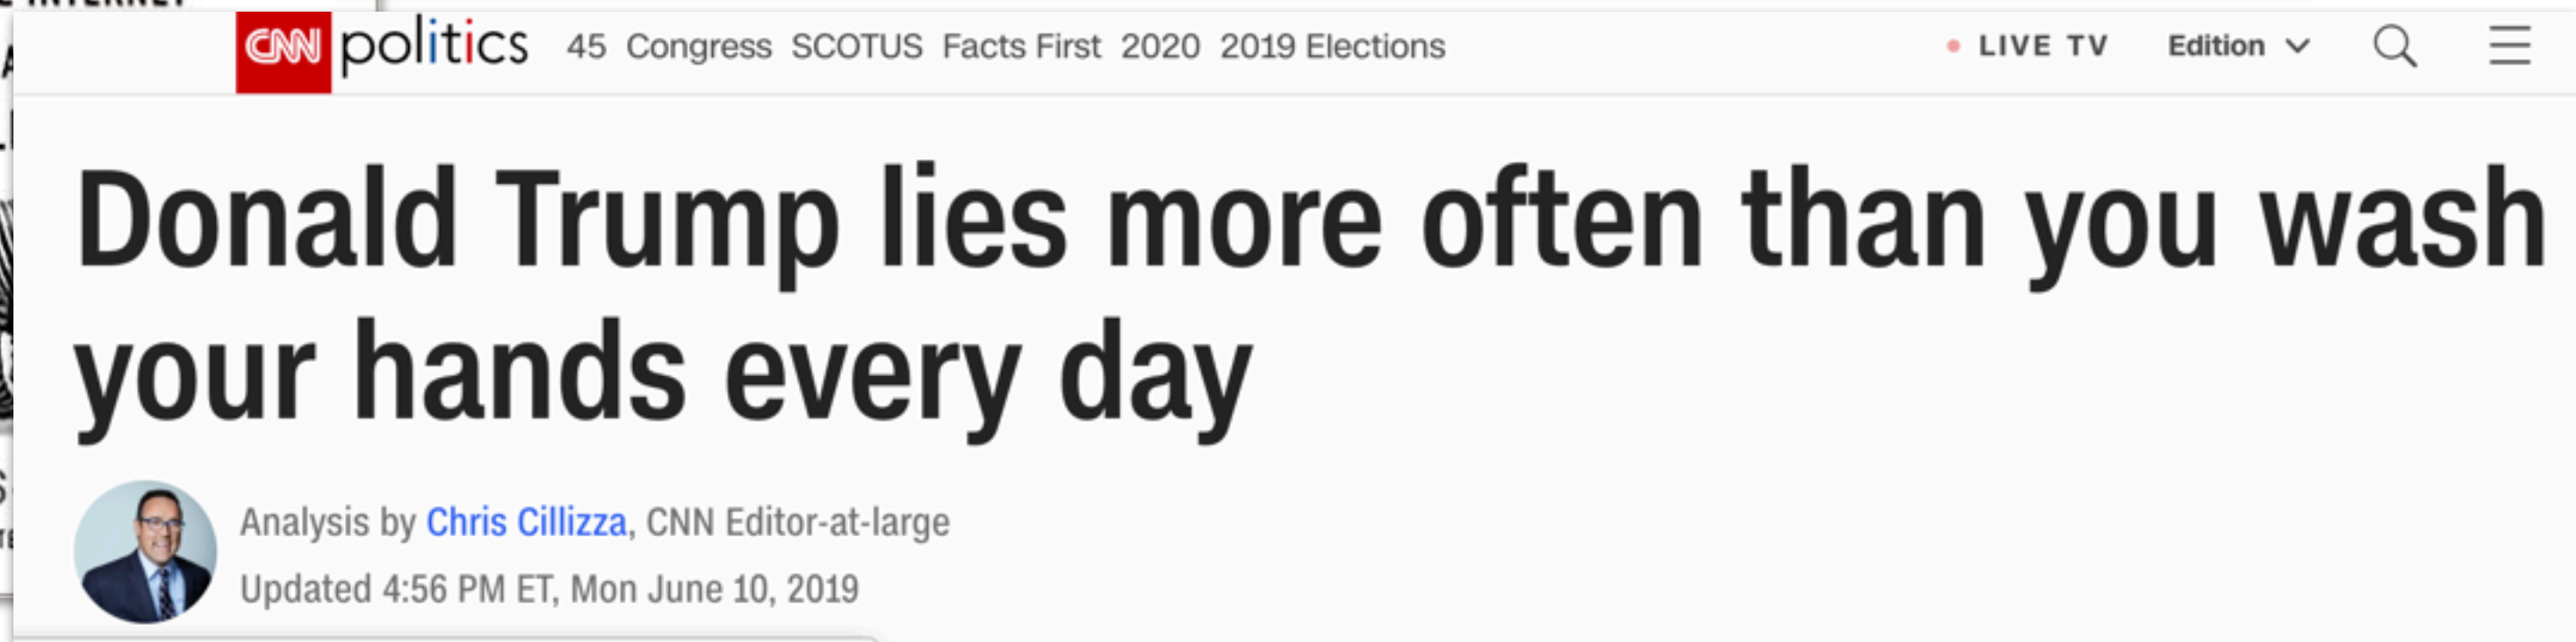 INTERNET
CNN politics 45 Congress SCOTUS Facts First 2020 2019 Elections LIVE TV Edition
Donald Trump lies more often than you wash
your hands every day
Analysis by Chris Cillizza, CNN Editor-at-large
Updated 4:56 PM ET, Mon June 10, 2019